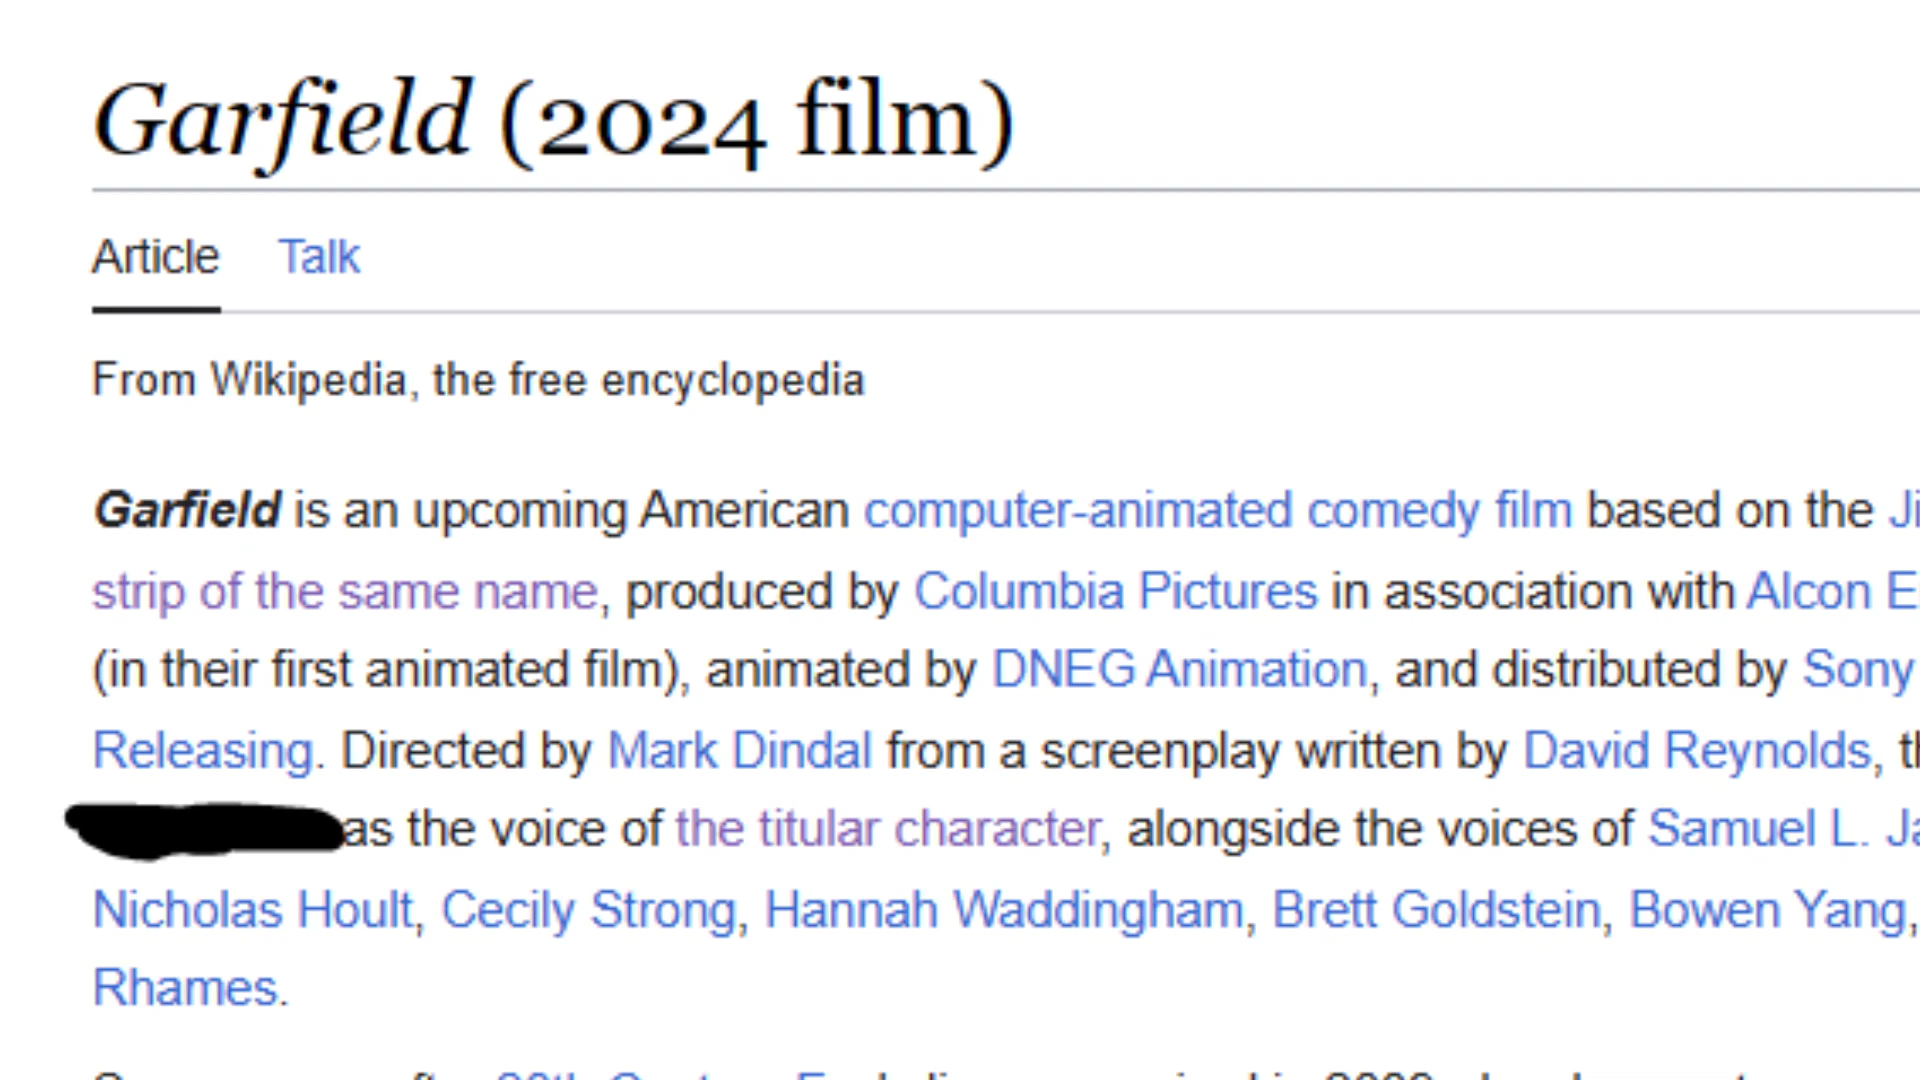 Garfield (2024 film)
Article Talk
From Wikipedia, the free encyclopedia
Garfield is an upcoming American computer-animated comedy film based on the Ji
strip of the same name, produced by Columbia Pictures in association with Alcon E
(in their first animated film), animated by DNEG Animation, and distributed by Sony
Releasing. Directed by Mark Dindal from a screenplay written by David Reynolds, th
as the voice of the titular character, alongside the voices of Samuel L. Ja
Nicholas Hoult, Cecily Strong, Hannah Waddingham, Brett Goldstein, Bowen Yang,
Rhames.